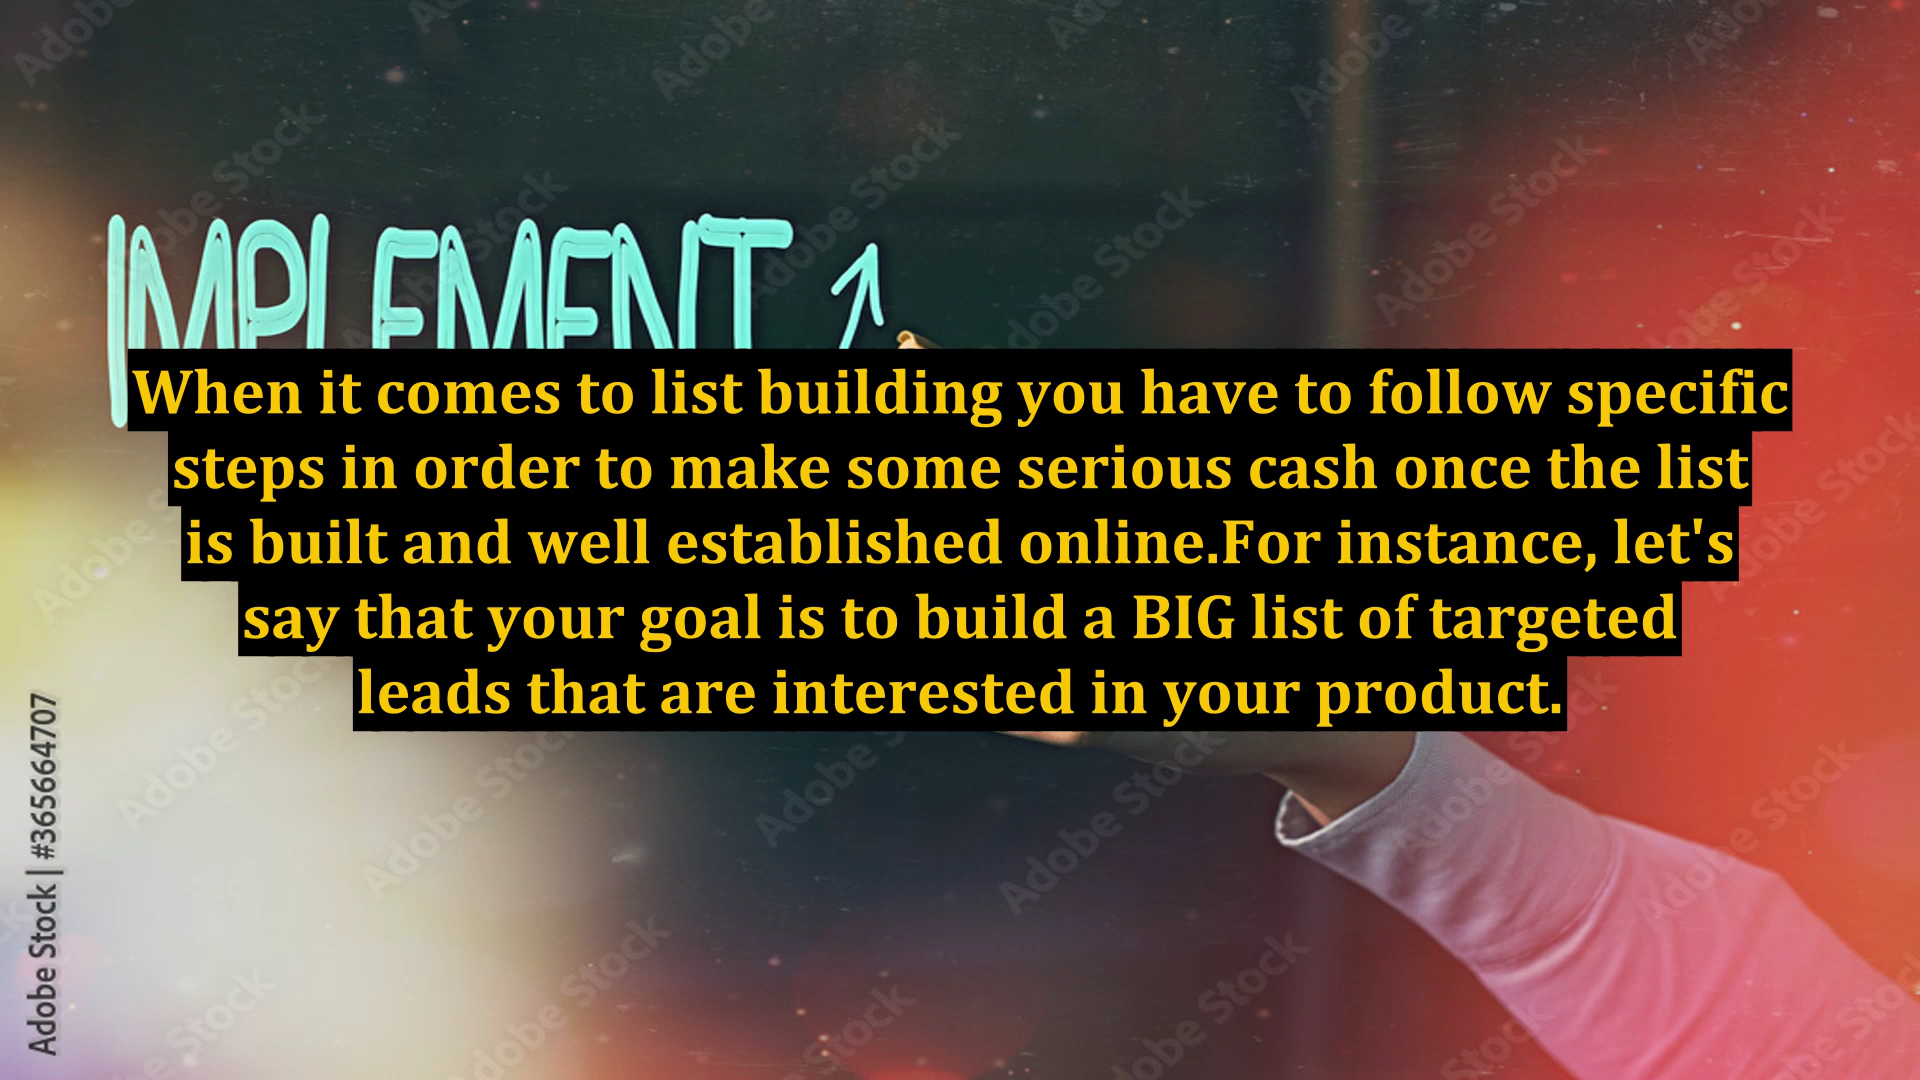 IMPLEMENT
When it comes to list building you have to follow specific
steps in order to make some serious cash once the list
is built and well established online.For instance, let's
say that your goal is to build a BIG list of targeted
leads that are interested in your product.
Adobe Stock | #365664707